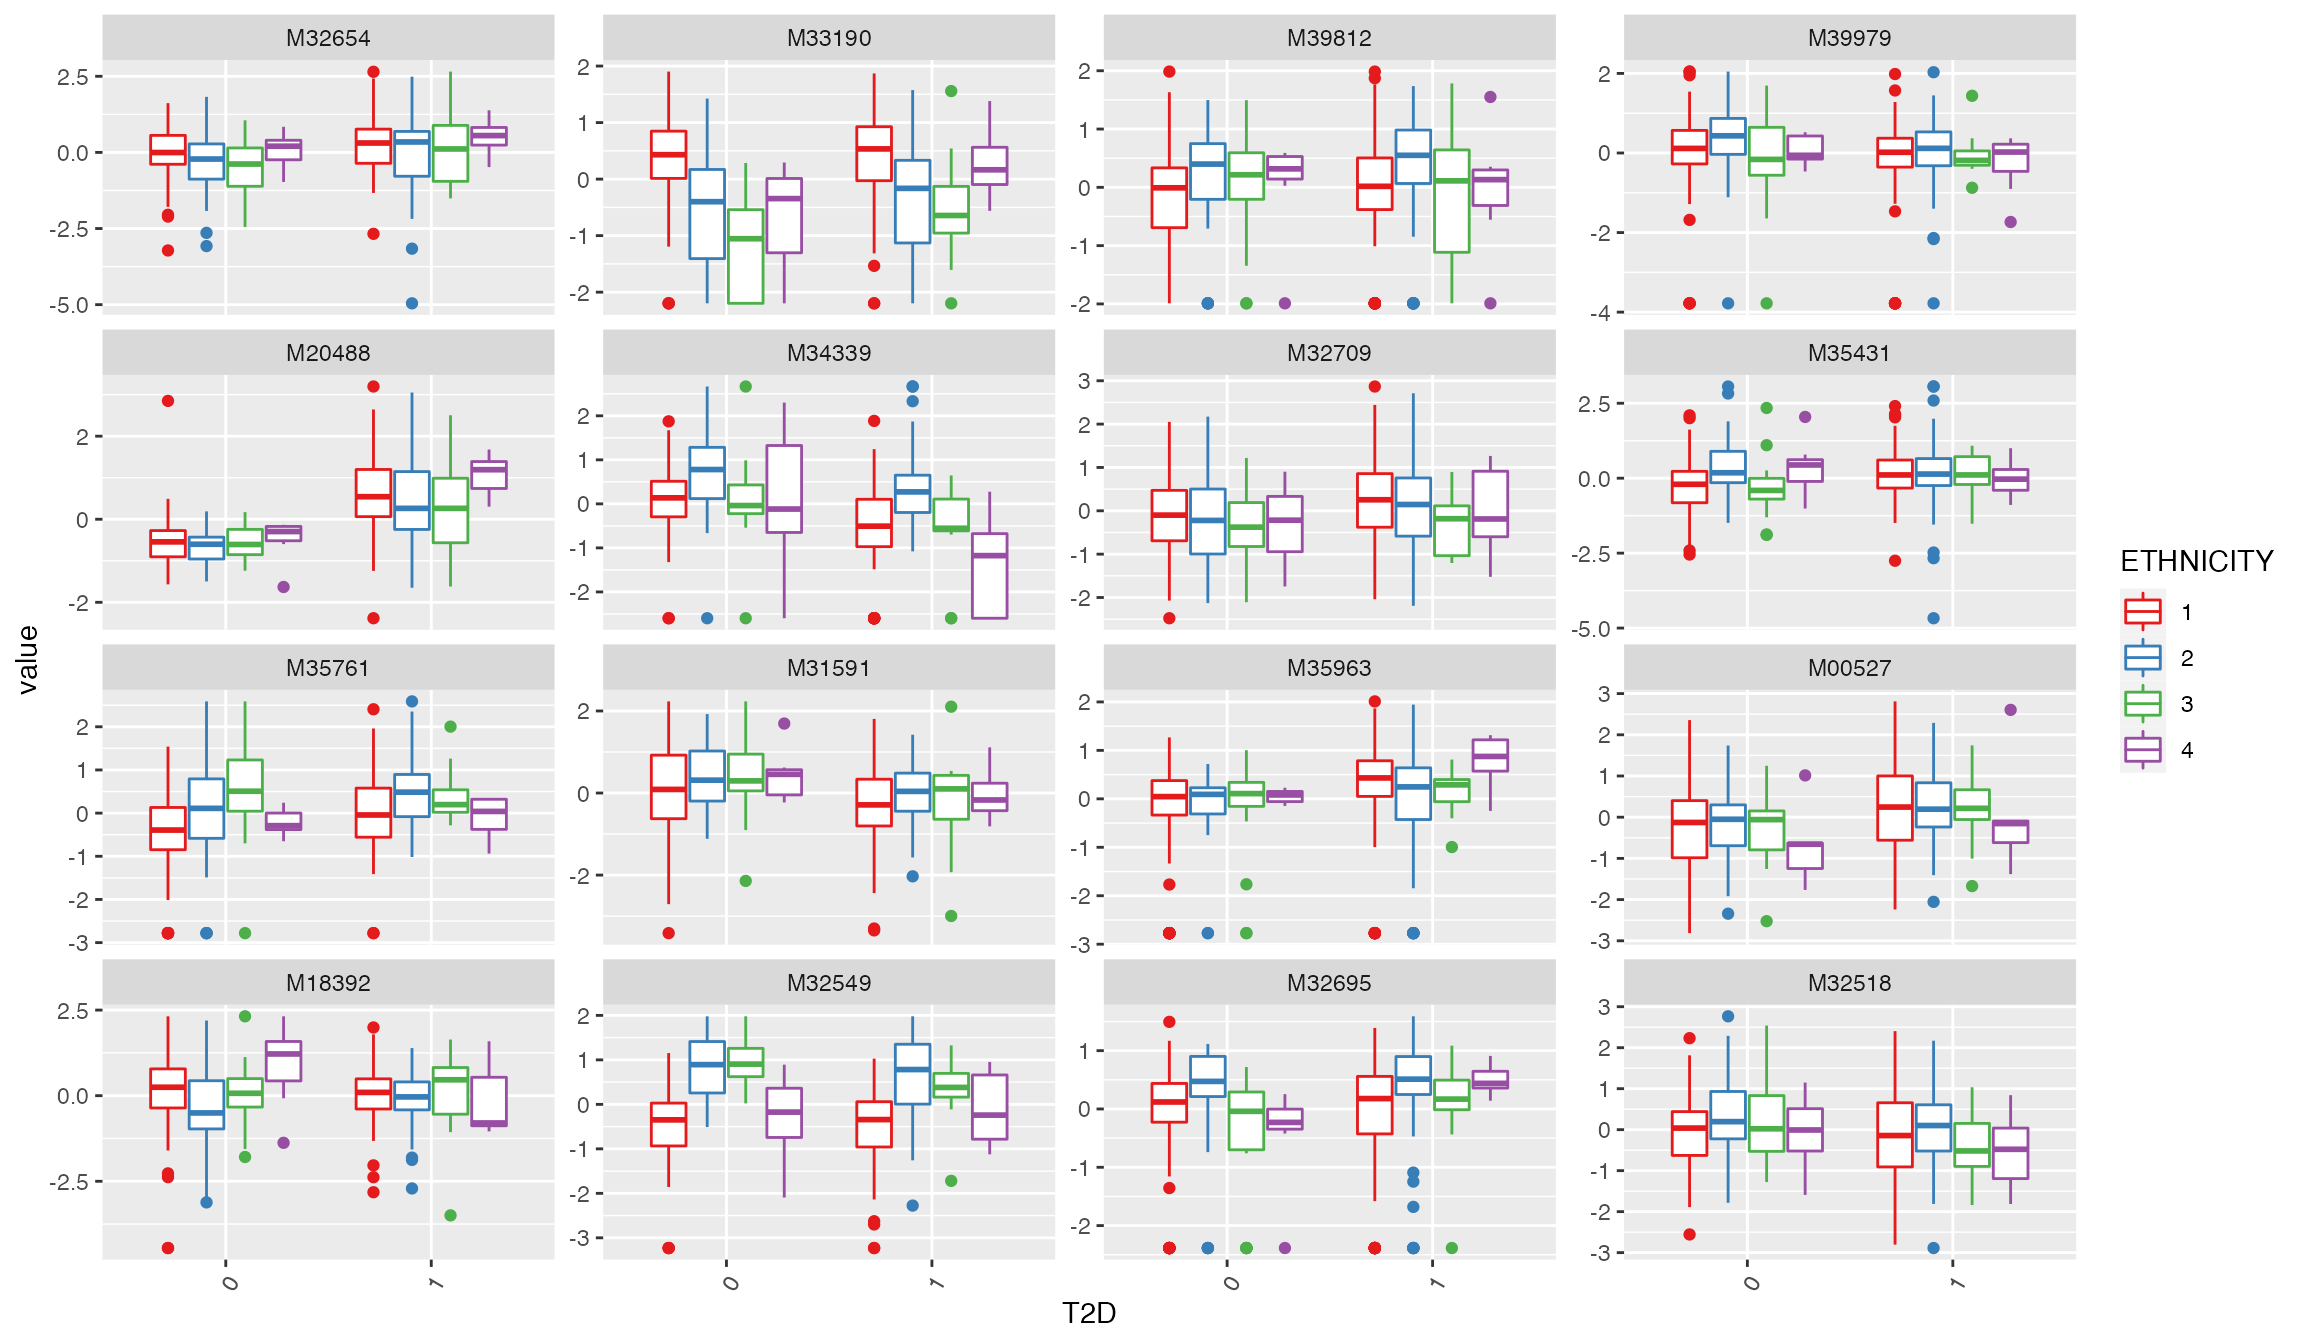 M32654 M33190 M39812 M39979
2.5 0.0 -2.5 -5.0
2 1 0 -1 -2
2 1 0 -1 -2
2 0 -2 -4
M20488 M34339 M32709 M35431
2 0 -2
2 1 0 -1 -2
3 2 1 0 -1 -2
2.5 0.0 -2.5 -5.0
M35761 M31591 M35963 M00527
2 1 0 -1 -2 -3
2 0 -2
2 1 0 -1 -2 -3
3 2 1 0 -1 -2 -3
M18392 M32549 M32695 M32518
2.5 0.0 -2.5
2 1 0 -1 -2 -3
1 0 -1 -2
3 2 1 0 -1 -2 -3
0 1 0 1 0 1 0 1
T2D
value
ETHNICITY
1
2
3
4